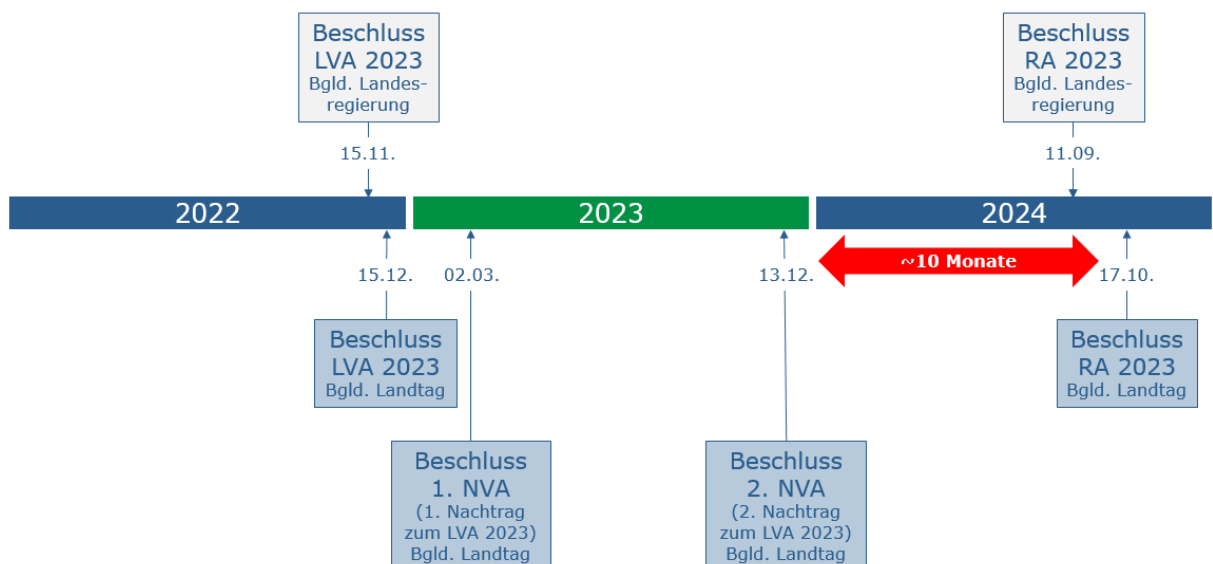 Beschluss
LVA 2023
Bgld. Landes-
regierung
15.11.
Beschluss
RA 2023
Bgld. Landes-
regierung
11.09.
2022
2023
2024
~10 Monate
15.12.
02.03.
13.12.
17.10.
Beschluss
LVA 2023
Bgld. Landtag
Beschluss
RA 2023
Bgld. Landtag
Beschluss
1. NVA
(1. Nachtrag
zum LVA 2023)
Bgld. Landtag
Beschluss
2. NVA
(2. Nachtrag
zum LVA 2023)
Bgld. Landtag